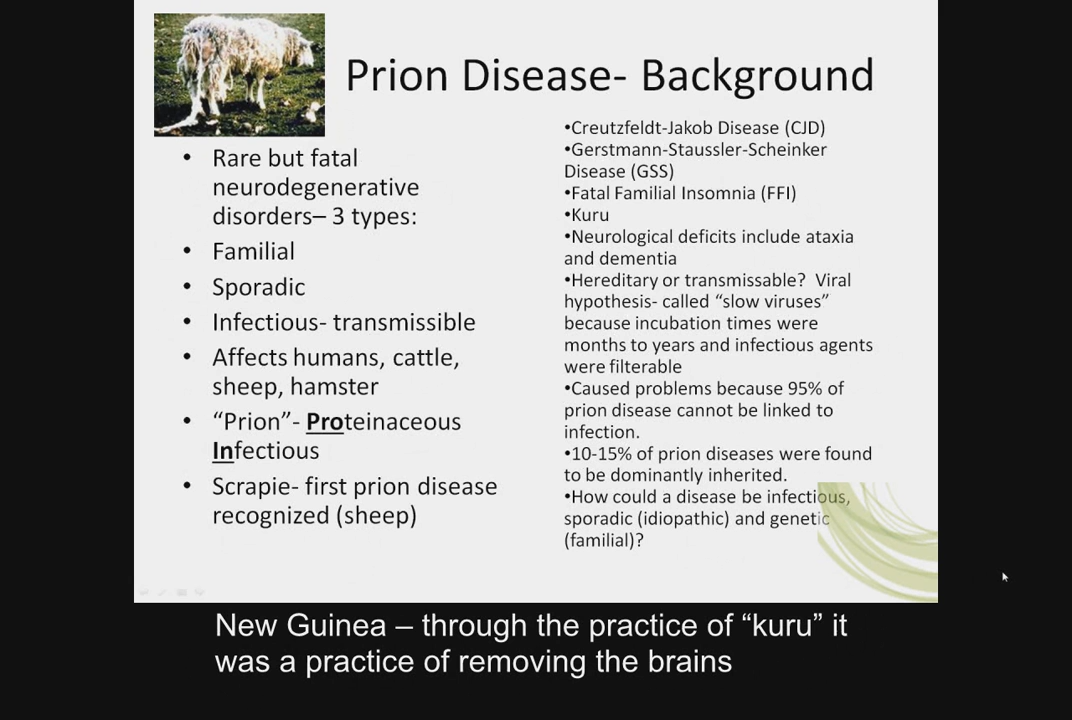 Prion Disease- Background
• Rare but fatal
neurodegenerative
disorders– 3 types:
• Familial
• Sporadic
• Infectious- transmissible
• Affects humans, cattle,
sheep, hamster
• “Prion”- Proteinaceous
Infectious
• Scrapie- first prion disease
recognized (sheep)
•Creutzfeldt-Jakob Disease (CJD)
•Gerstmann-Staussler-Scheinker
Disease (GSS)
•Fatal Familial Insomnia (FFI)
•Kuru
•Neurological deficits include ataxia
and dementia
•Hereditary or transmissable? Viral
hypothesis- called “slow viruses”
because incubation times were
months to years and infectious agents
were filterable
•Caused problems because 95% of
prion disease cannot be linked to
infection.
•10-15% of prion diseases were found
to be dominantly inherited.
•How could a disease be infectious,
sporadic (idiopathic) and genetic
(familial)?
New Guinea – through the practice of “kuru” it
was a practice of removing the brains